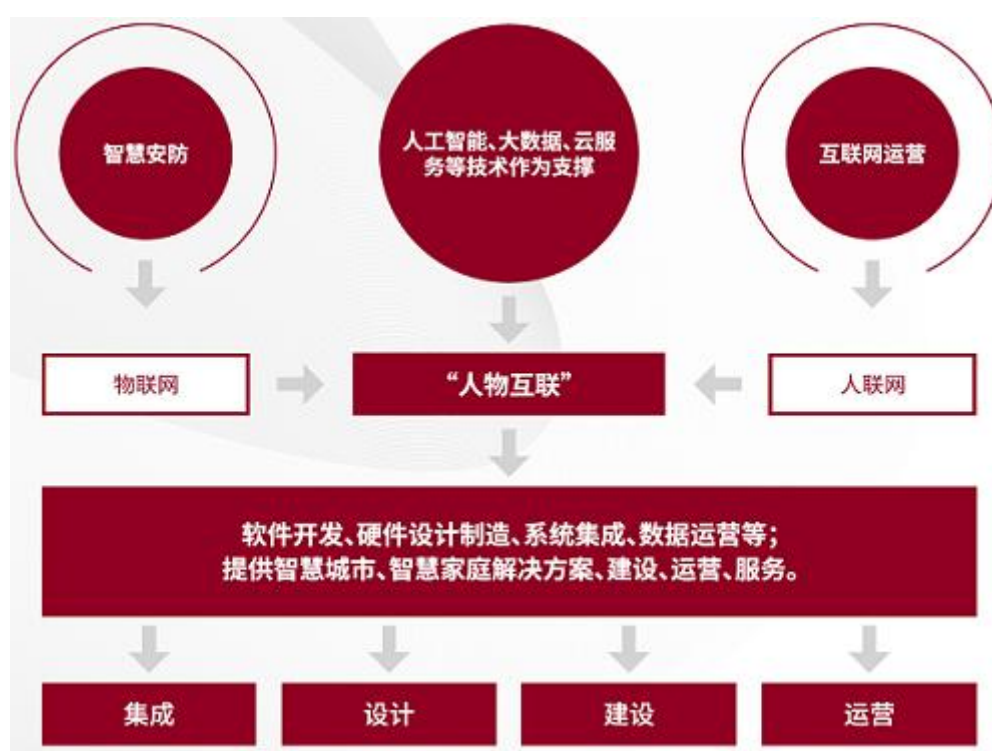 智慧安防
人工智能、大数据、云服
务等技术作为支撑
互联网运营
物联网
“人物互联”
人联网
软件开发、硬件设计制造、系统集成、数据运营等；
提供智慧城市、智慧家庭解决方案、建设、运营、服务。
集成
设计
建设
运营